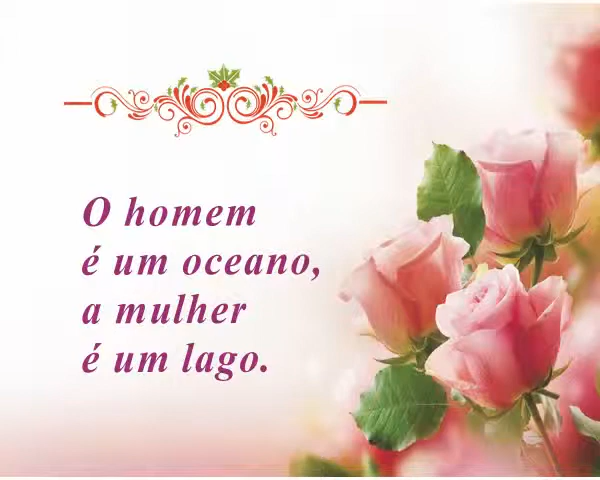 O homem
é um oceano,
a mulher
é um lago.